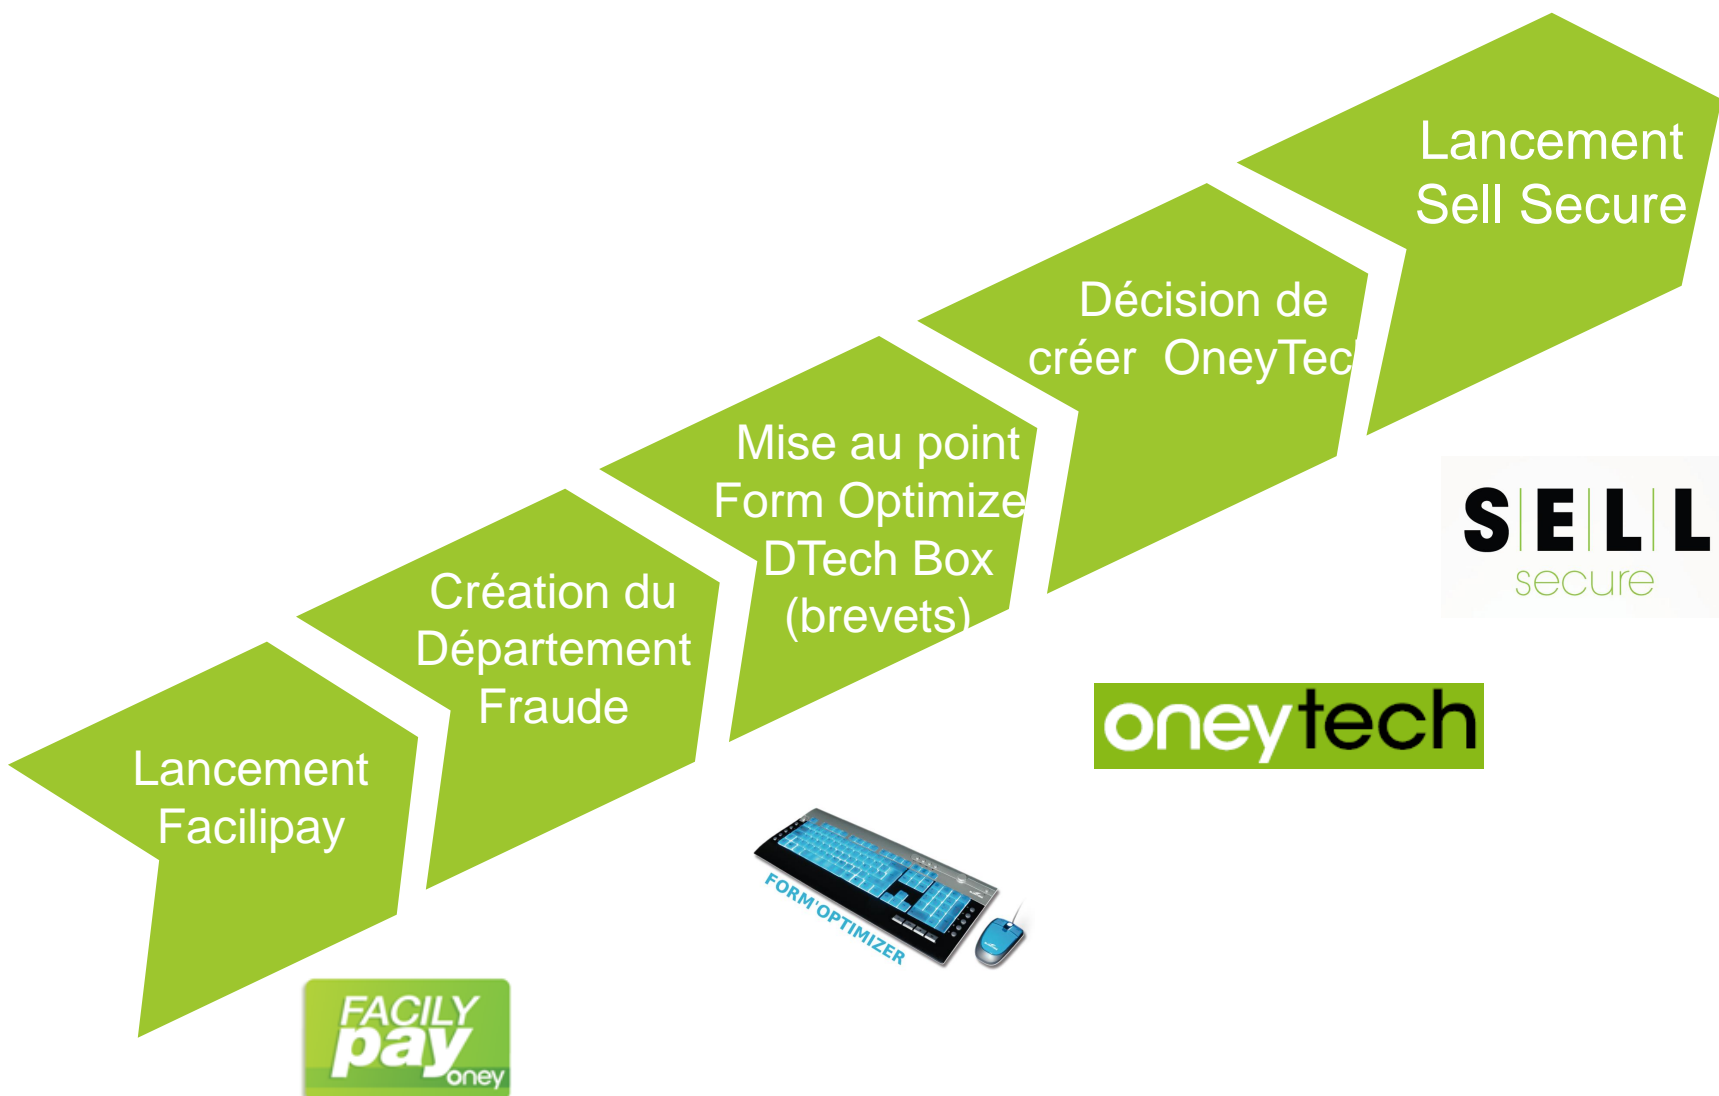 Lancement
Sell Secure
Décision de
créer OneyTec
Mise au point
Form Optimize
DTech Box
(brevets)
Création du
Département
Fraude
Lancement
Facilipay
SELL
secure
oneytech
FORM'OPTIMIZER
FACILY
pay
oney